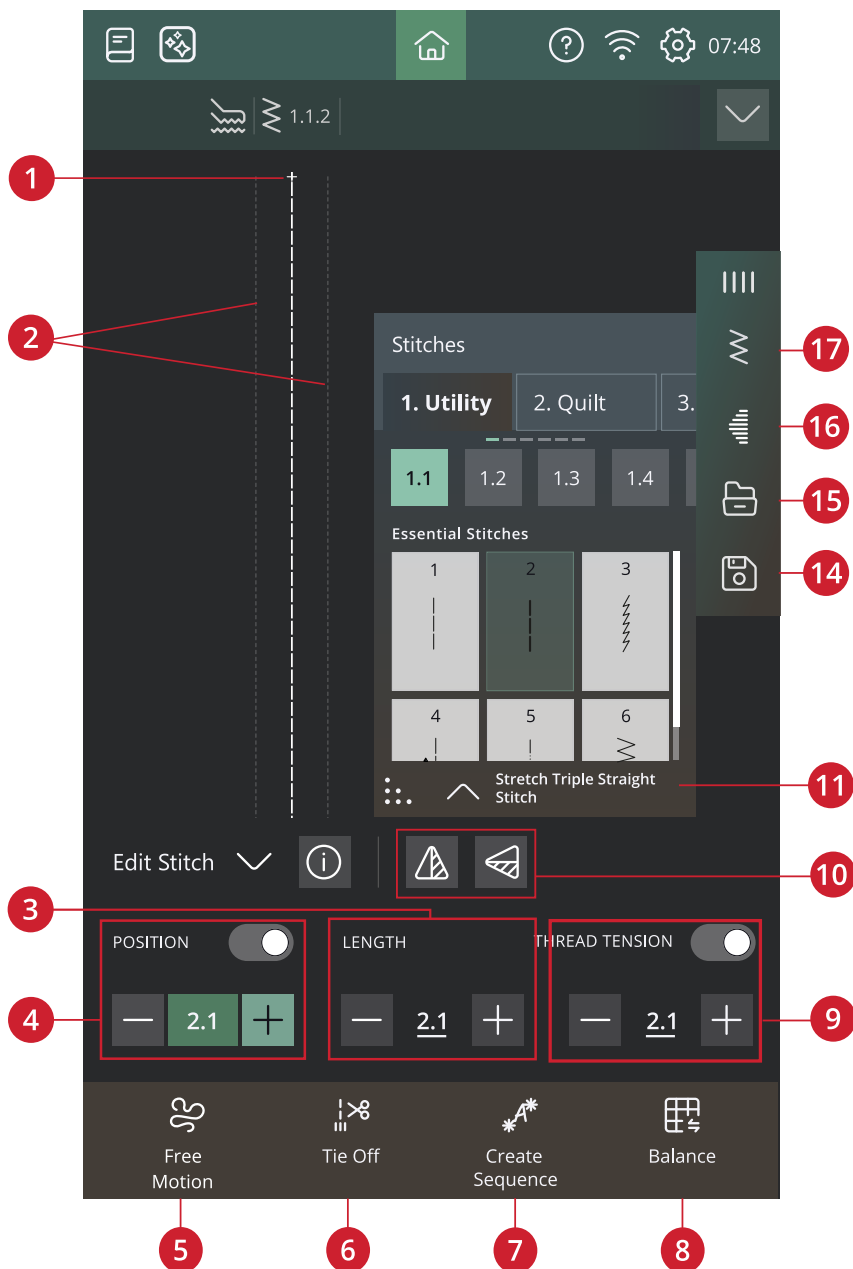 07:48
1.1.2
1
2
Stitches
17
1. Utility
2. Quilt
3.
16
1.1
1.2
1.3
1.4
15
Essential Stitches
1
2
3
14
4
5
6
Stretch Triple Straight
Stitch
11
Edit Stitch
10
3
POSITION
LENGTH
THREAD TENSION
4
2.1
2.1
2.1
9
Free
Motion
Tie Off
Create
Sequence
Balance
5
6
7
8